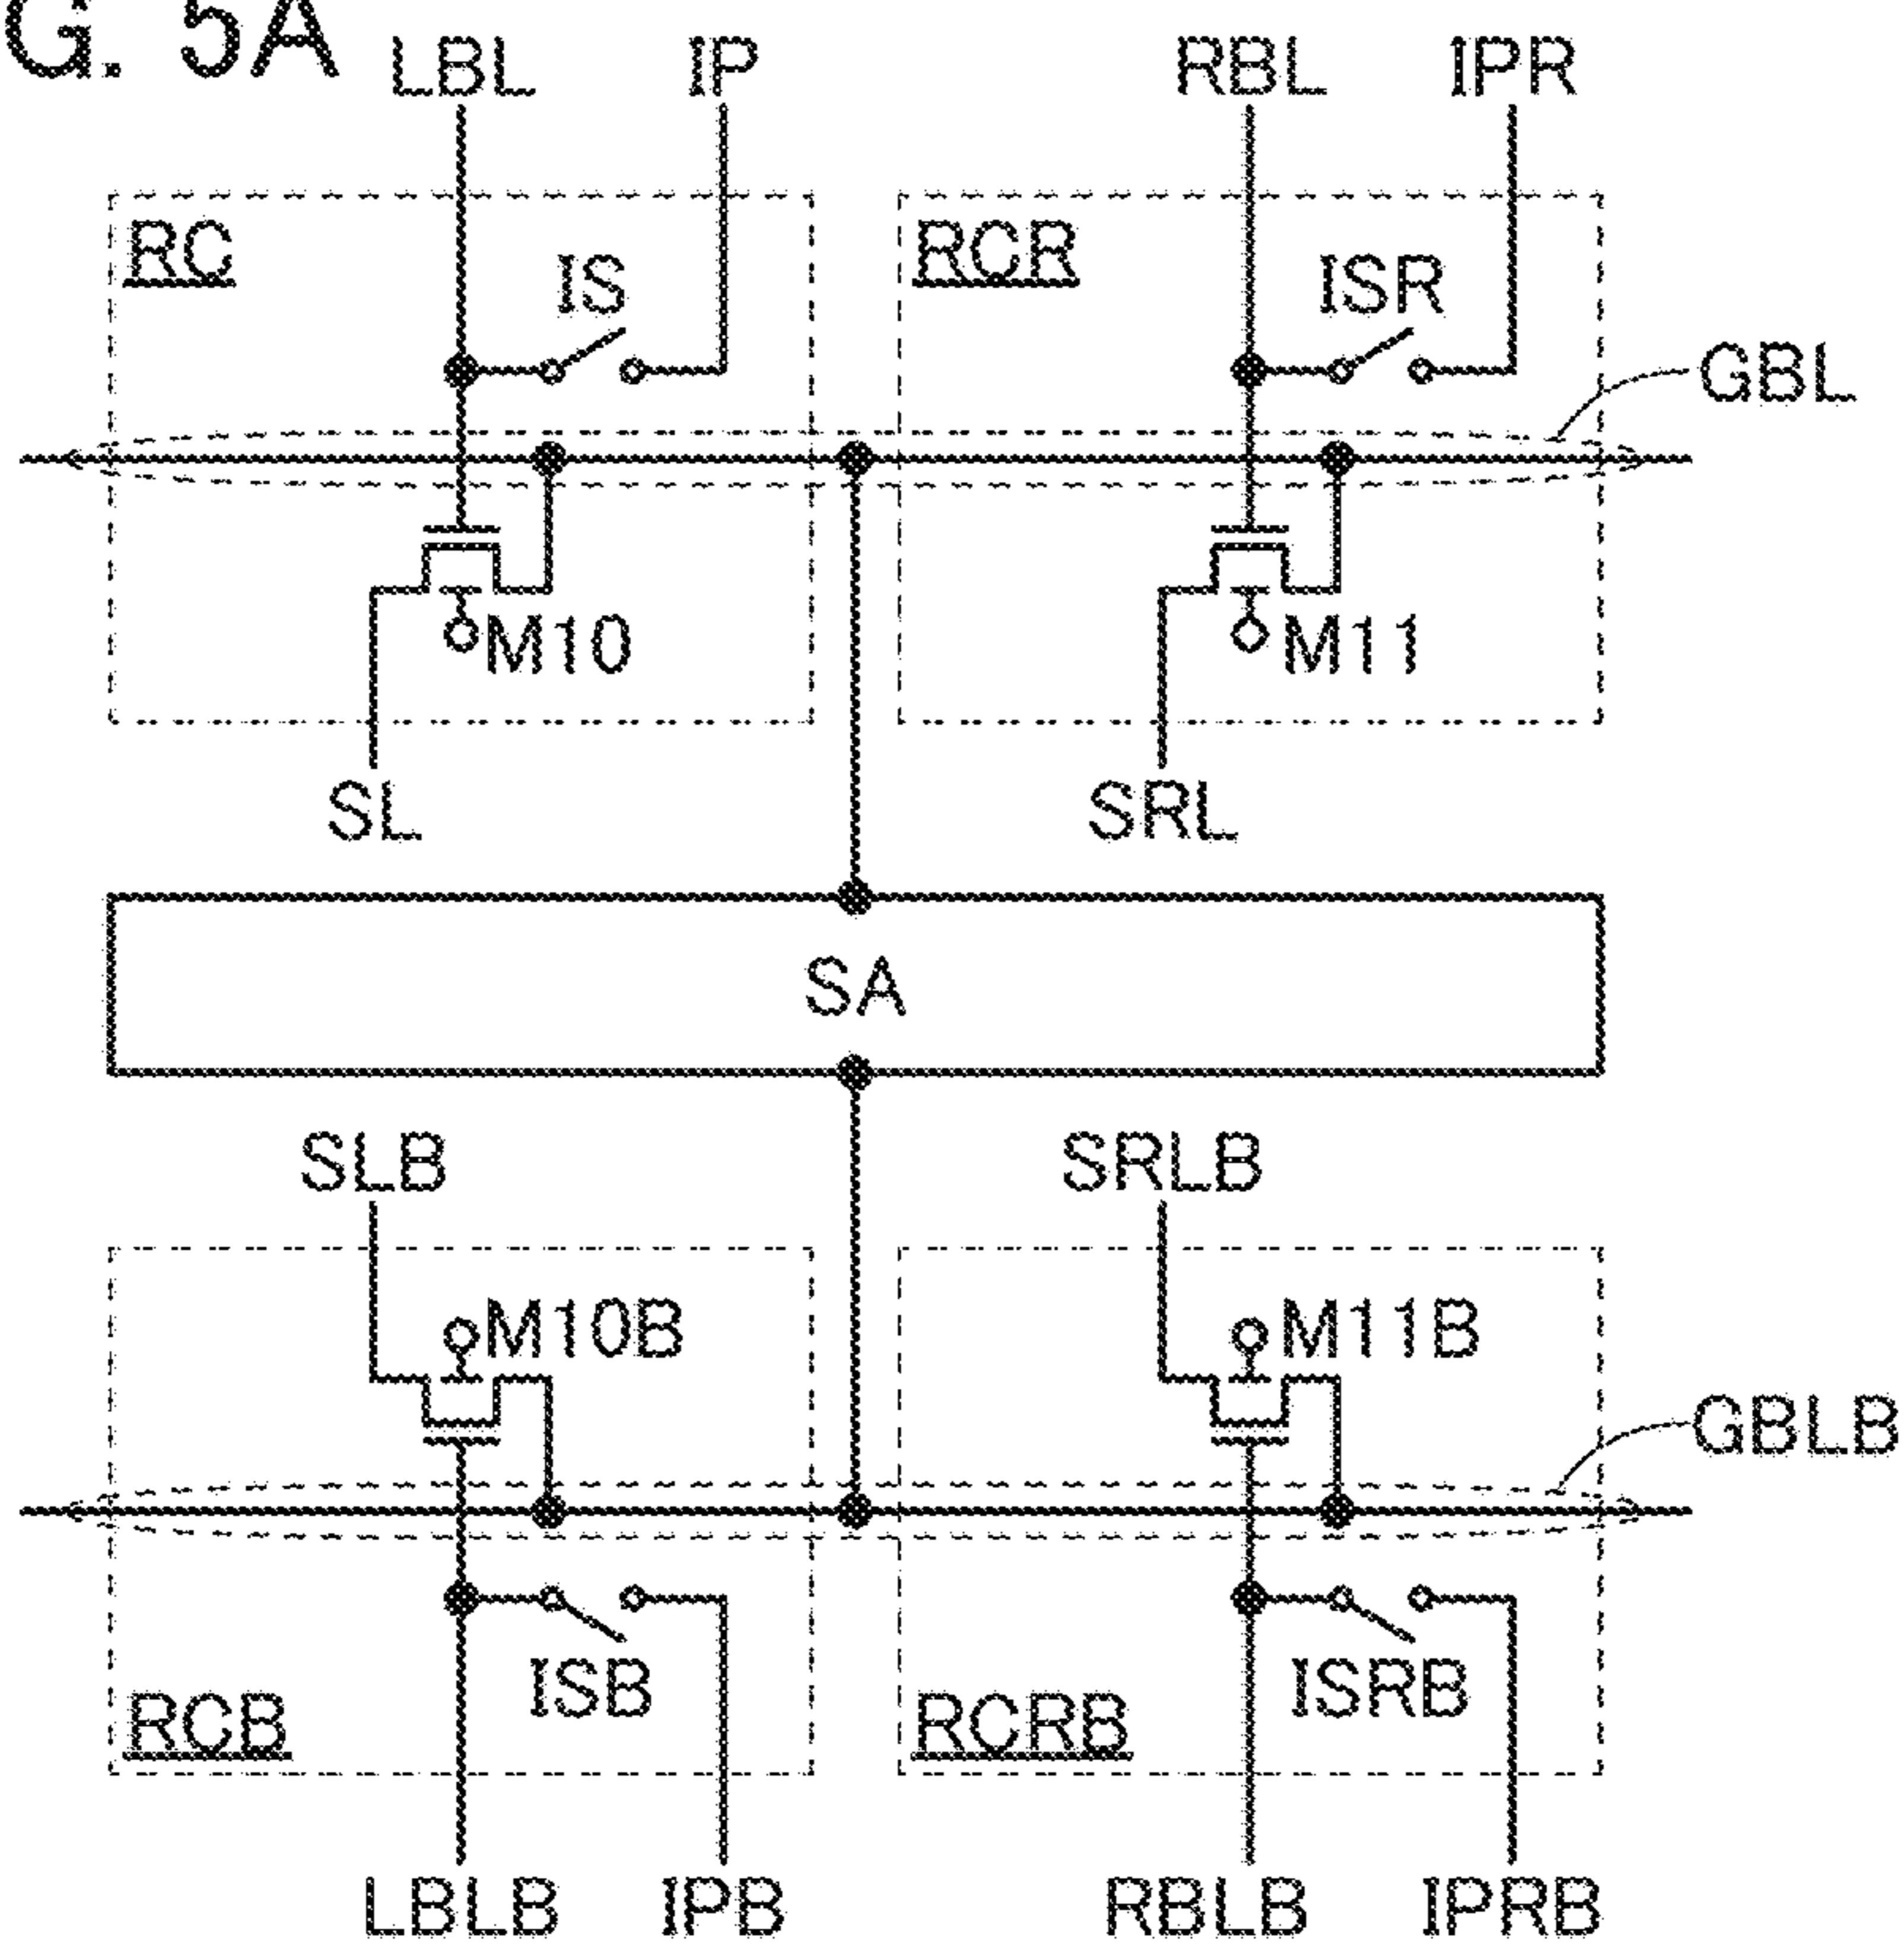 G. 5A
LBL IP RBL IPR
RC RCR
IS ISR
GBL
M10 M11
SL SRL
SA
SLB SRLB
M10B M11B
GBLB
ISB ISRB
RCB RCRB
LBLB IPB RBLB IPRB